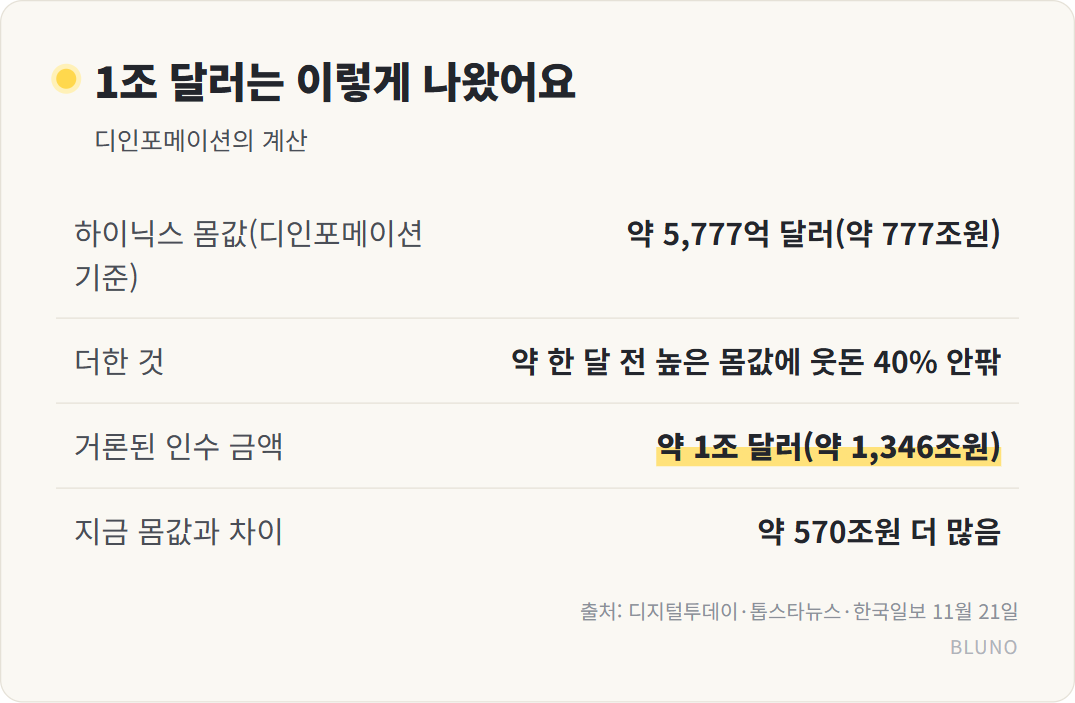 1조 달러는 이렇게 나왔어요
디인포메이션의 계산
하이닉스 몸값(디인포메이션
기준)
약 5,777억 달러(약 777조원)
더한 것
약 한 달 전 높은 몸값에 웃돈 40% 안팎
거론된 인수 금액
약 1조 달러(약 1,346조원)
지금 몸값과 차이
약 570조원 더 많음
출처: 디지털투데이·톱스타뉴스·한국일보 11월 21일
BLUNO